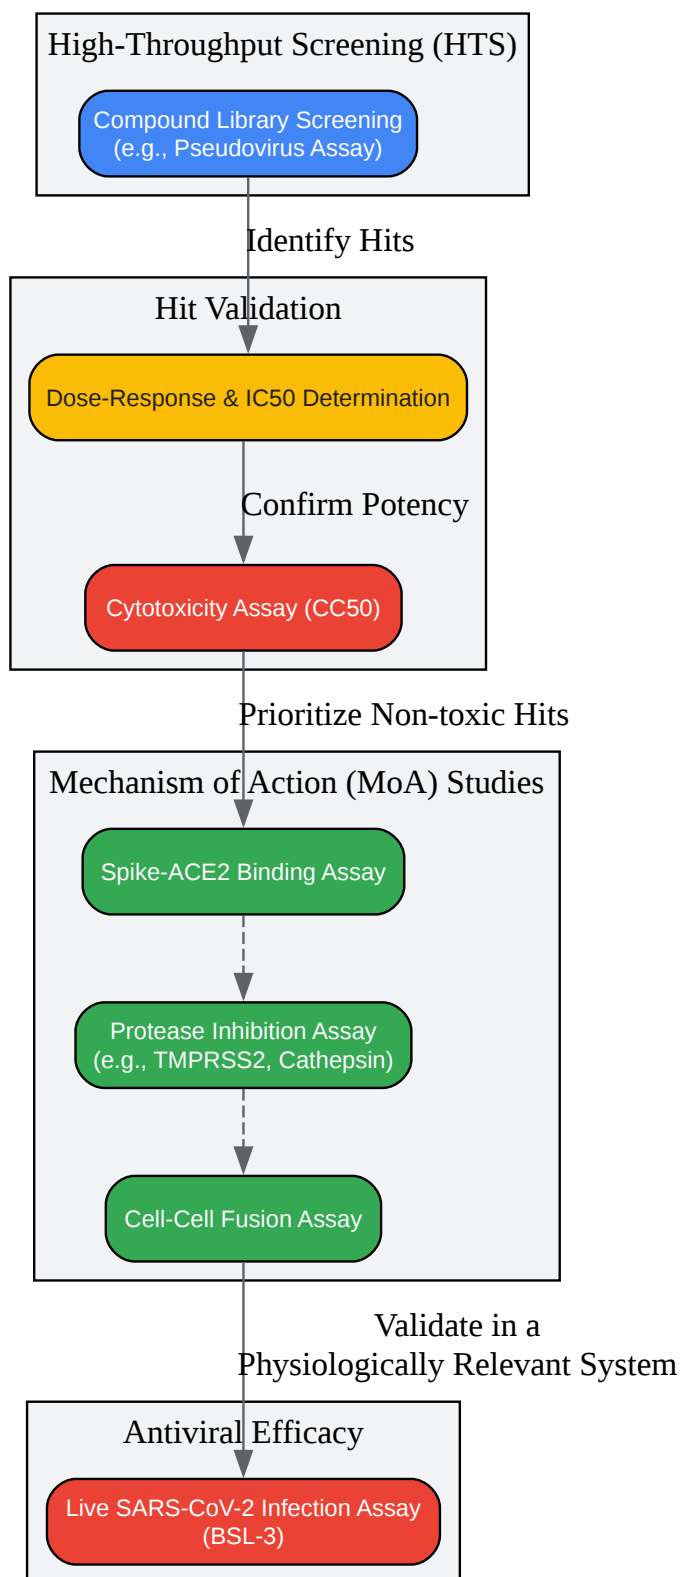 High-Throughput Screening (HTS)
Compound Library Screening
(e.g., Pseudovirus Assay)
Identify Hits
Hit Validation
Dose-Response & IC50 Determination
Confirm Potency
Cytotoxicity Assay (CC50)
Prioritize Non-toxic Hits
Mechanism of Action (MoA) Studies
Spike-ACE2 Binding Assay
Protease Inhibition Assay
(e.g., TMPRSS2, Cathepsin)
Cell-Cell Fusion Assay
Validate in a
Physiologically Relevant System
Antiviral Efficacy
Live SARS-CoV-2 Infection Assay
(BSL-3)